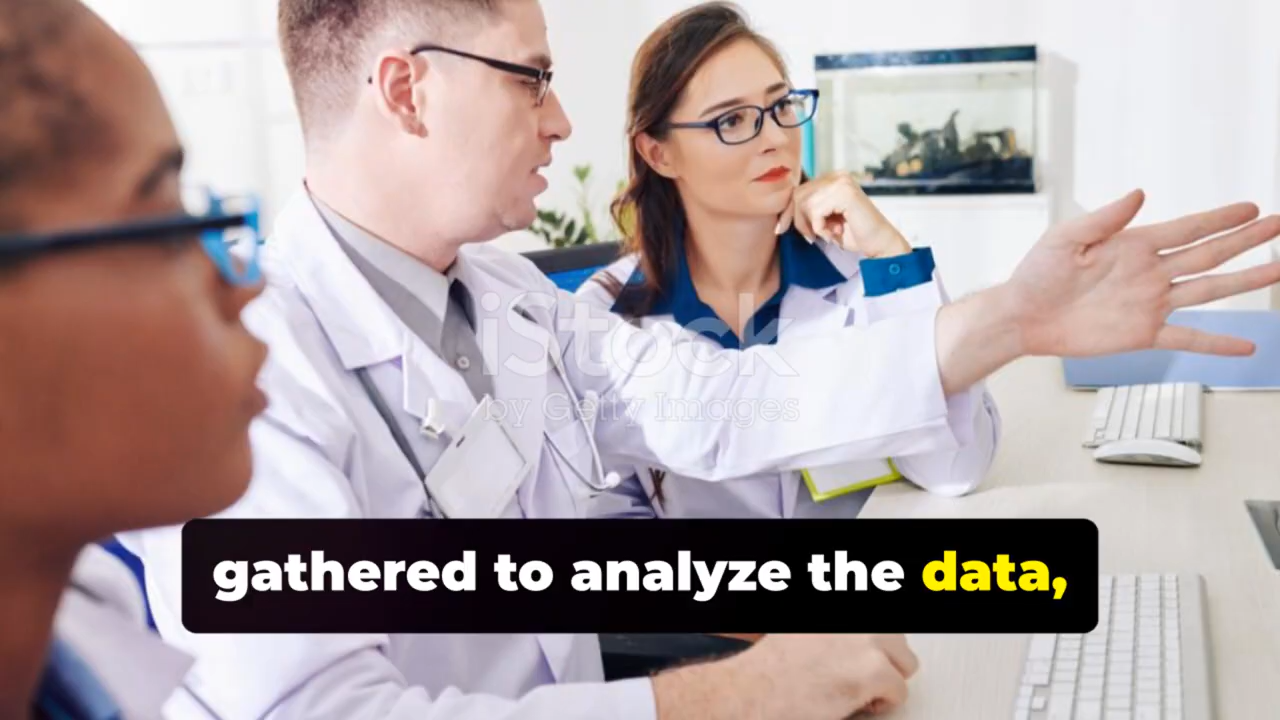 iStock
by Getty Images
gathered to analyze the data,